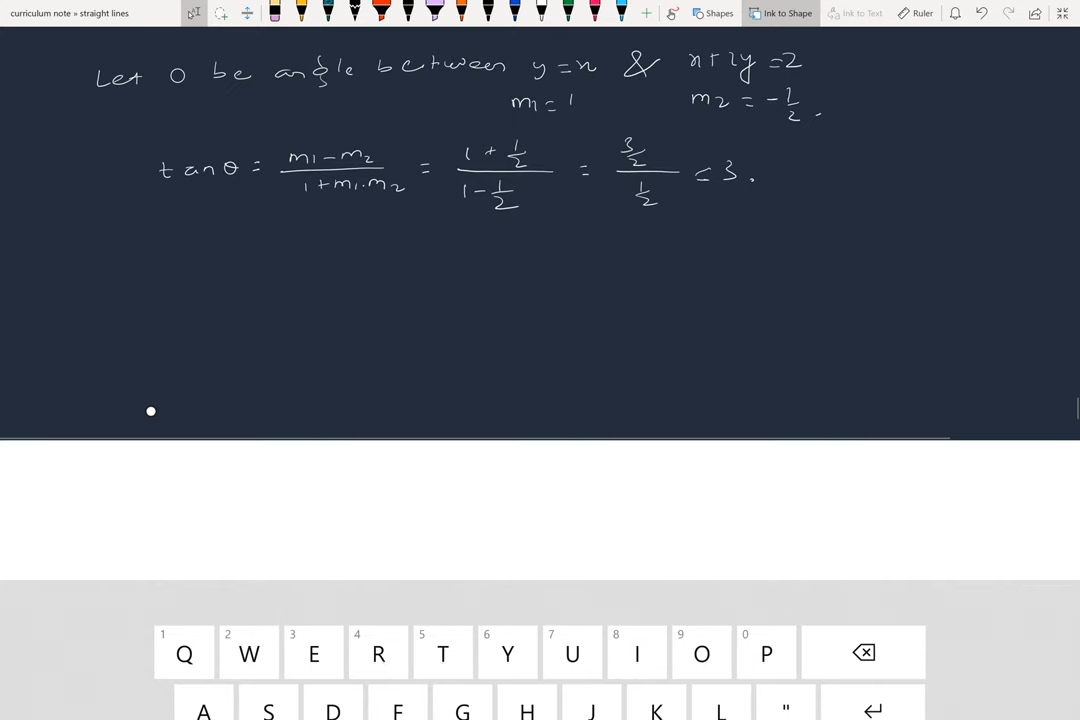 curriculum note » straight lines
Shapes Ink to Shape Ink to Text Ruler
Let θ be angle between y = x & x + 2y = 2
m1 = 1 m2 = -1/2.
tanθ = (m1 - m2)/(1 + m1.m2) = (1 + 1/2)/(1 - 1/2) = (3/2)/(1/2) = 3.
1 2 3 4 5 6 7 8 9 0
Q W E R T Y U I O P
A S D F G H J K L "